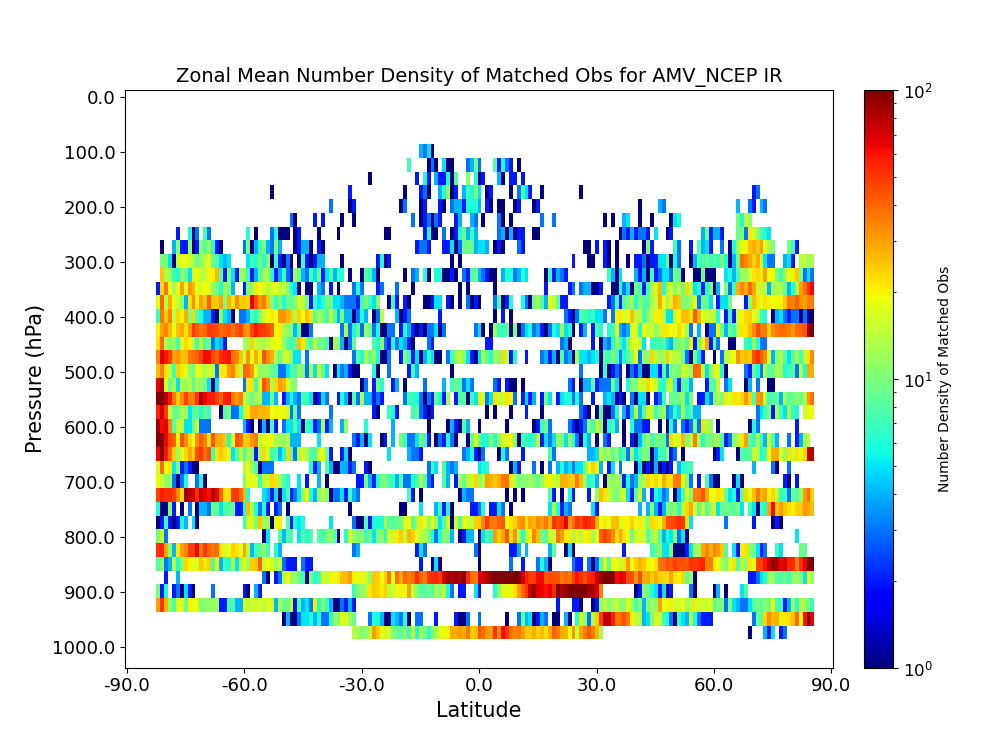 Zonal Mean Number Density of Matched Obs for AMV_NCEP IR
0.0
100.0
200.0
300.0
400.0
500.0
600.0
700.0
800.0
900.0
1000.0
Pressure (hPa)
-90.0 -60.0 -30.0 0.0 30.0 60.0 90.0
Latitude
10²
10¹
10⁰
Number Density of Matched Obs